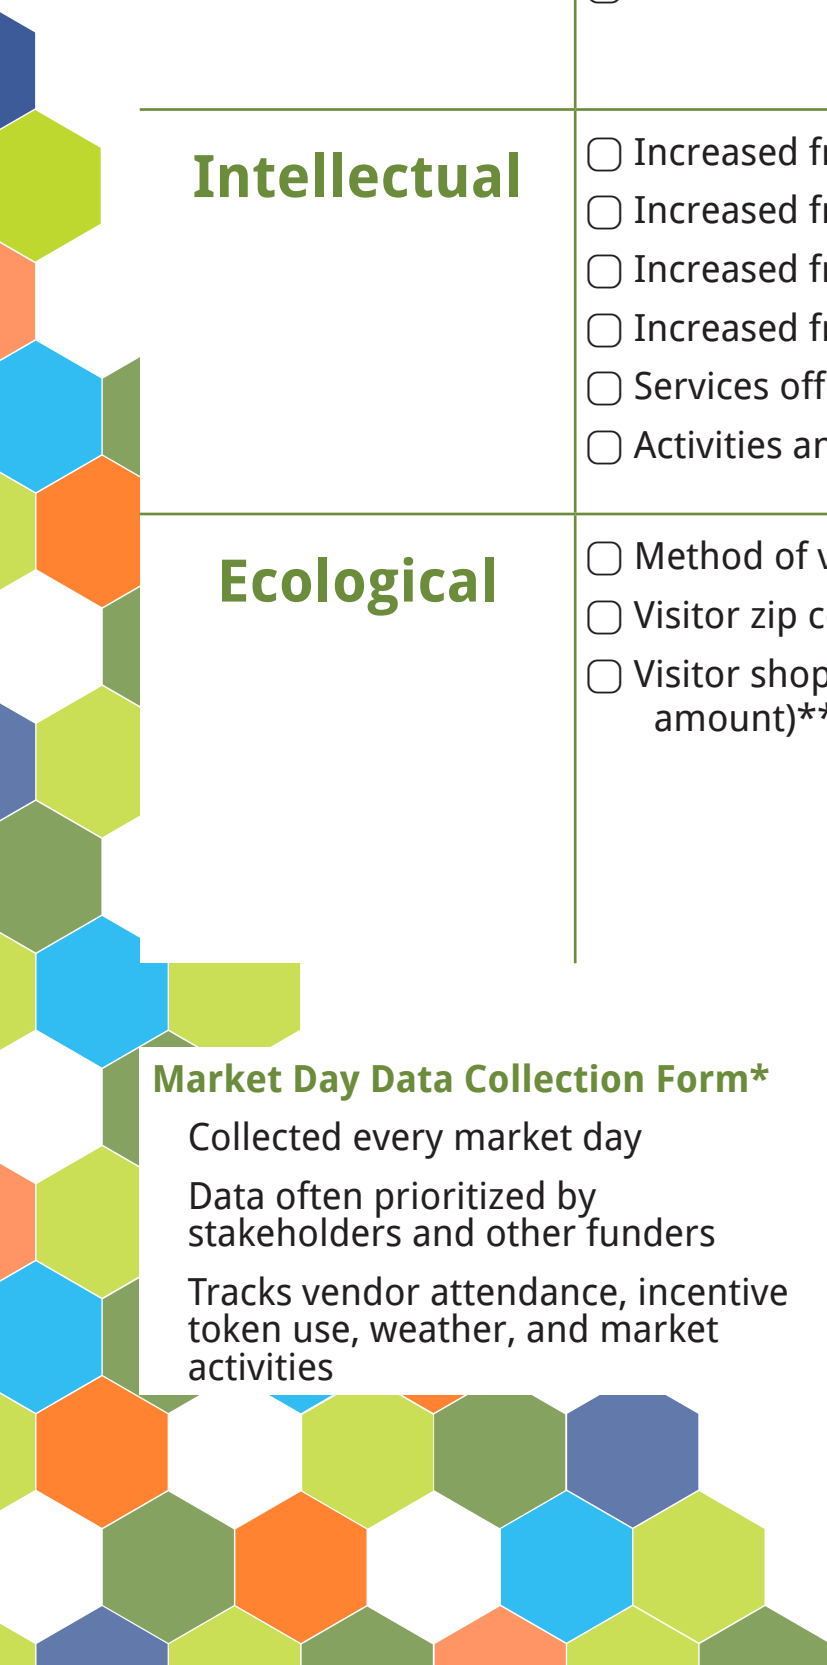 Intellectual
Increased
Increased
Increased
Increased
Services
Activities
Ecological
Method of
Visitor zip
Visitor
amount)**
Market Day Data Collection Form*
Collected every market day
Data often prioritized by
stakeholders and other funders
Tracks vendor attendance, incentive
token use, weather, and market
activities